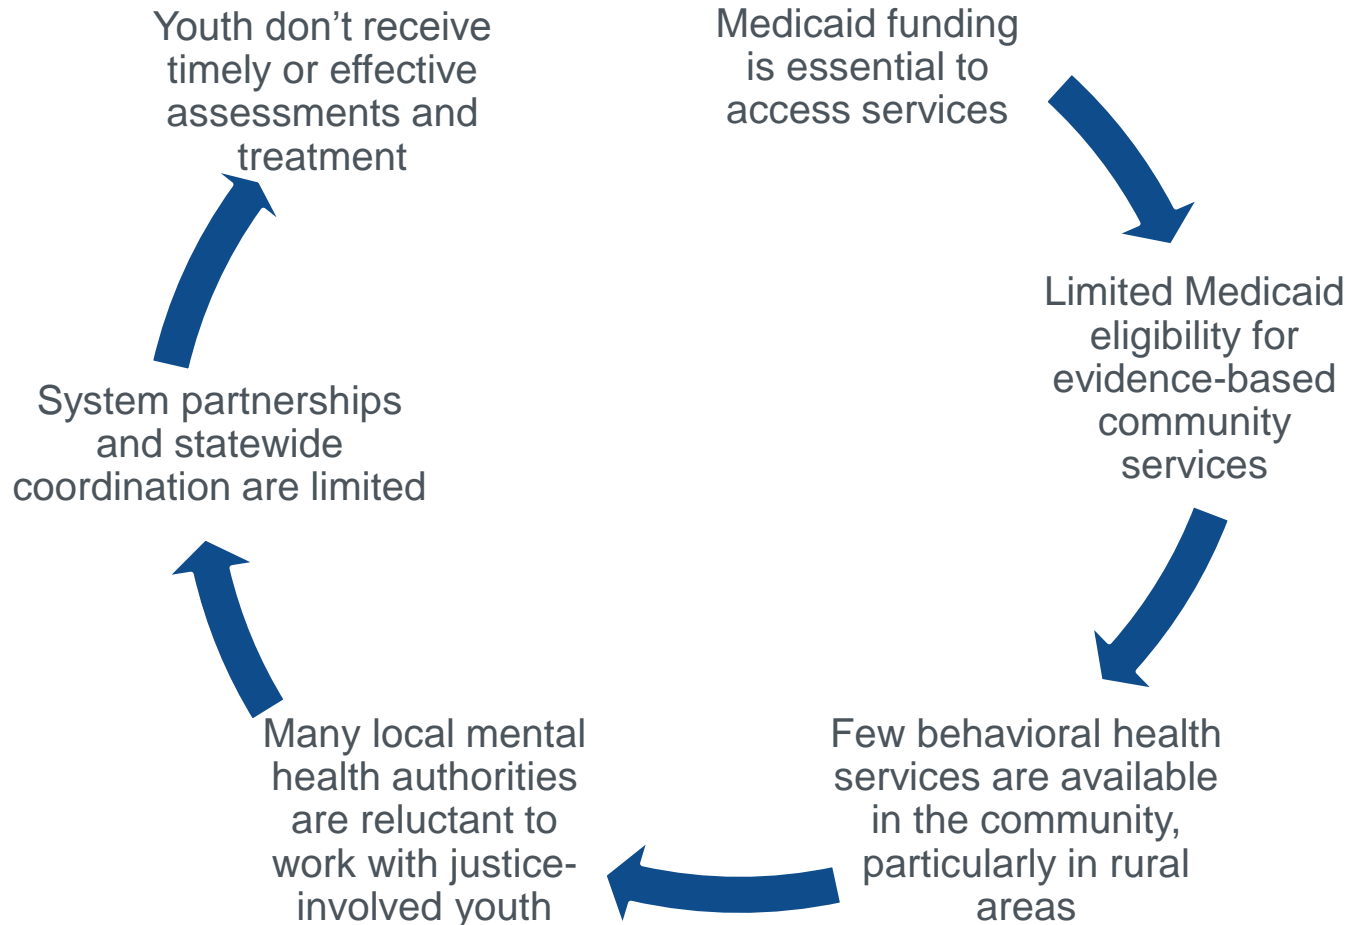 Youth don’t receive
timely or effective
assessments and
treatment
Medicaid funding
is essential to
access services
Limited Medicaid
eligibility for
evidence-based
community
services
Few behavioral health
services are available
in the community,
particularly in rural
areas
Many local mental
health authorities
are reluctant to
work with justice-
involved youth
System partnerships
and statewide
coordination are limited